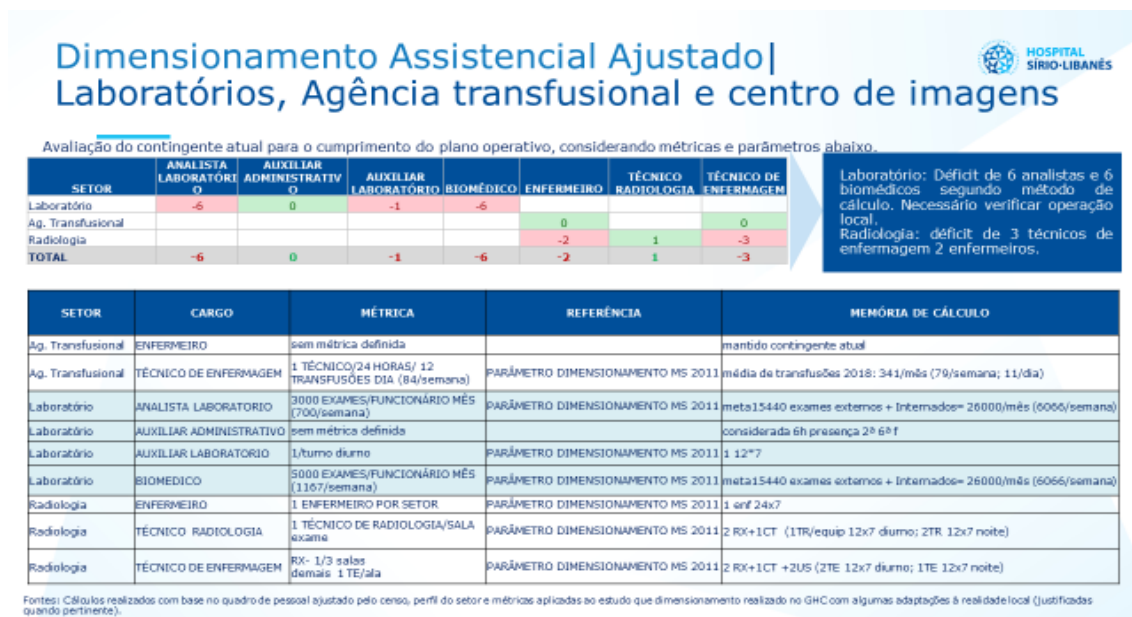 Dimensionamento Assistencial Ajustado|
Laboratórios, Agência transfusional e centro de imagens
HOSPITAL
SÍRIO-LIBANÊS
Avaliação do contingente atual para o cumprimento do plano operativo, considerando métricas e parâmetros abaixo.
SETOR ANALISTA LABORATÓRI O AUXILIAR ADMINISTRATIV O AUXILIAR LABORATÓRIO BIOMÉDICO ENFERMEIRO TÉCNICO RADIOLOGIA TÉCNICO DE ENFERMAGEM
Laboratório -6 0 -1 -6
Ag. Transfusional 0 0
Radiologia -2 1 -3
TOTAL -6 0 -1 -6 -2 1 -3
Laboratório: Déficit de 6 analistas e 6
biomédicos segundo método de
cálculo. Necessário verificar operação
local.
Radiologia: déficit de 3 técnicos de
enfermagem 2 enfermeiros.
SETOR CARGO MÉTRICA REFERÊNCIA MEMÓRIA DE CÁLCULO
Ag. Transfusional ENFERMEIRO sem métrica definida mantido contingente atual
Ag. Transfusional TÉCNICO DE ENFERMAGEM 1 TÉCNICO/24 HORAS/ 12 TRANSFUSÕES DIA (84/semana) PARÂMETRO DIMENSIONAMENTO MS 2011 média de transfusões 2018: 341/mês (79/semana; 11/dia)
Laboratório ANALISTA LABORATORIO 3000 EXAMES/FUNCIONÁRIO MÊS (700/semana) PARÂMETRO DIMENSIONAMENTO MS 2011 meta15440 exames externos + Internados= 26000/mês (6066/semana)
Laboratório AUXILIAR ADMINISTRATIVO sem métrica definida considerada 6h presença 2ª 6ª f
Laboratório AUXILIAR LABORATORIO 1/turno diurno PARÂMETRO DIMENSIONAMENTO MS 2011 1 12*7
Laboratório BIOMEDICO 5000 EXAMES/FUNCIONÁRIO MÊS (1167/semana) PARÂMETRO DIMENSIONAMENTO MS 2011 meta15440 exames externos + Internados= 26000/mês (6066/semana)
Radiologia ENFERMEIRO 1 ENFERMEIRO POR SETOR PARÂMETRO DIMENSIONAMENTO MS 2011 1 enf 24x7
Radiologia TÉCNICO RADIOLOGIA 1 TÉCNICO DE RADIOLOGIA/SALA exame PARÂMETRO DIMENSIONAMENTO MS 2011 2 RX+1CT (1TR/equip 12x7 diurno; 2TR 12x7 noite)
Radiologia TÉCNICO DE ENFERMAGEM RX- 1/3 salas demais 1 TE/ala PARÂMETRO DIMENSIONAMENTO MS 2011 2 RX+1CT +2US (2TE 12x7 diurno; 1TE 12x7 noite)
Fontes: Cálculos realizados com base no quadro de pessoal ajustado pelo censo, perfil do setor e métricas aplicadas ao estudo que dimensionamento realizado no GHC com algumas adaptações à realidade local (justificadas
quando pertinente).